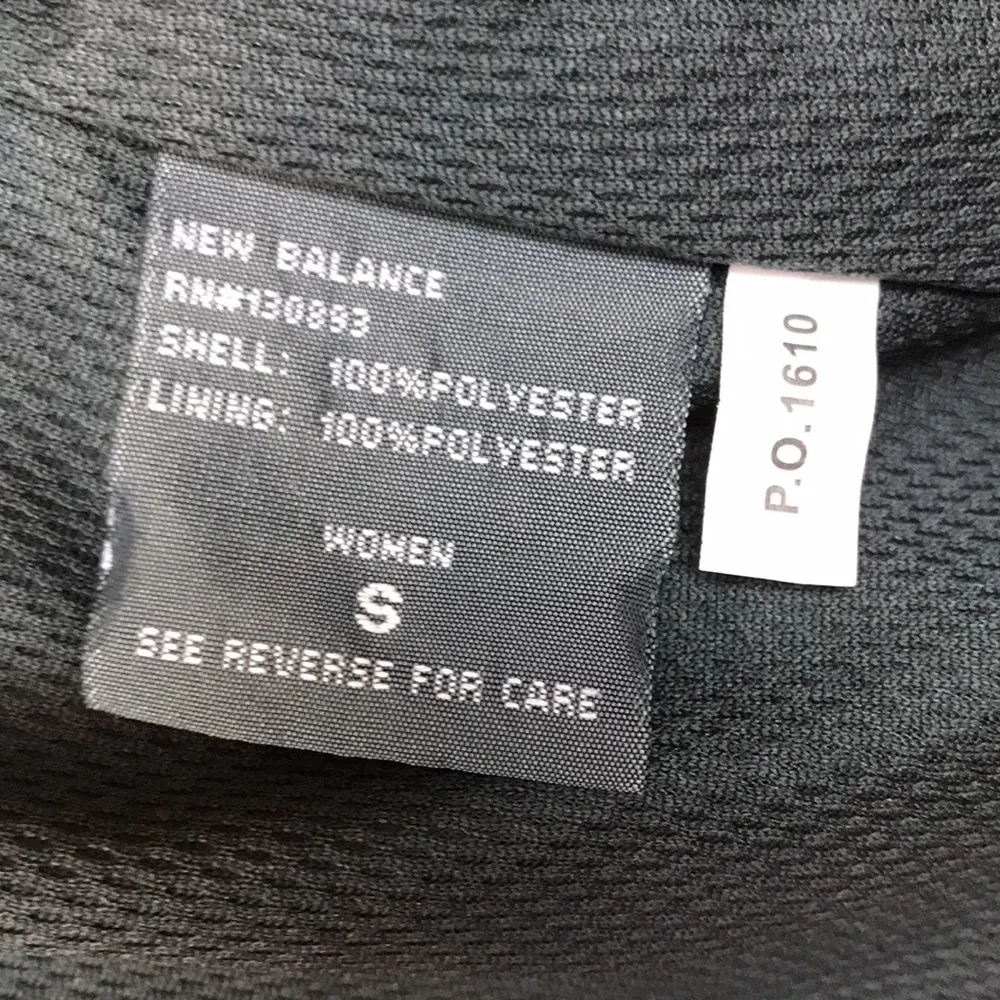 NEW BALANCE
RN#130893
SHELL: 100%POLYESTER
LINING: 100%POLYESTER
WOMEN
S
SEE REVERSE FOR CARE
P.O.1610